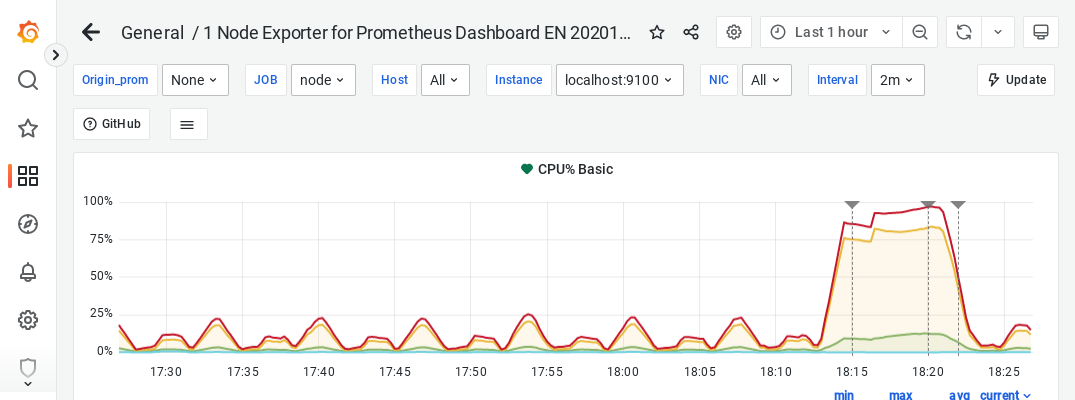 General / 1 Node Exporter for Prometheus Dashboard EN 20201... Last 1 hour
Origin_prom None JOB node Host All Instance localhost:9100 NIC All Interval 2m Update
GitHub
CPU% Basic
100%
75%
50%
25%
0%
17:30 17:35 17:40 17:45 17:50 17:55 18:00 18:05 18:10 18:15 18:20 18:25
min max avg current